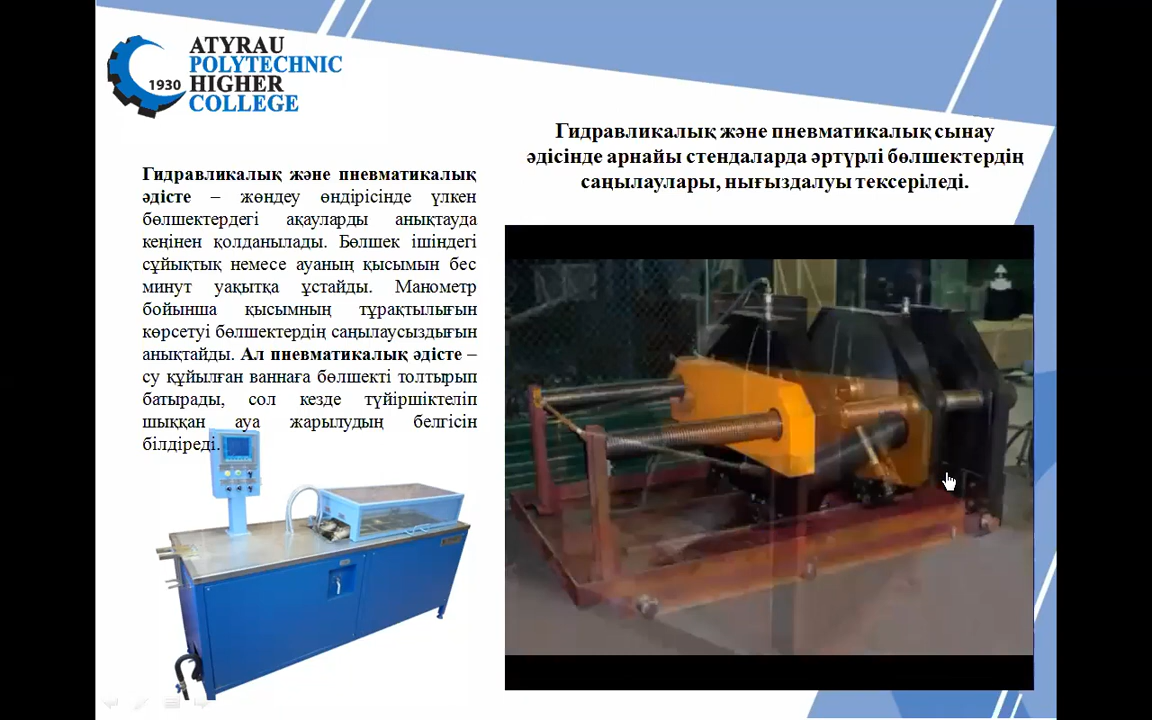 ATYRAU
POLYTECHNIC
HIGHER
COLLEGE
1930
Гидравликалық және пневматикалық сынау
әдісінде арнайы стендаларда әртүрлі бөлшектердің
саңылаулары, нығыздалуы тексеріледі.
Гидравликалық және пневматикалық
әдісте – жөндеу өндірісінде үлкен
бөлшектердегі ақауларды анықтауда
кеңінен қолданылады. Бөлшек ішіндегі
сұйықтық немесе ауаның қысымын бес
минут уақытқа ұстайды. Манометр
бойынша қысымның тұрақтылығын
көрсетуі бөлшектердің саңылаусыздығын
анықтайды. Ал пневматикалық әдісте –
су құйылған ваннаға бөлшекті толтырып
батырады, сол кезде түйіршіктеліп
шыққан ауа жарылудың белгісін
білдіреді.